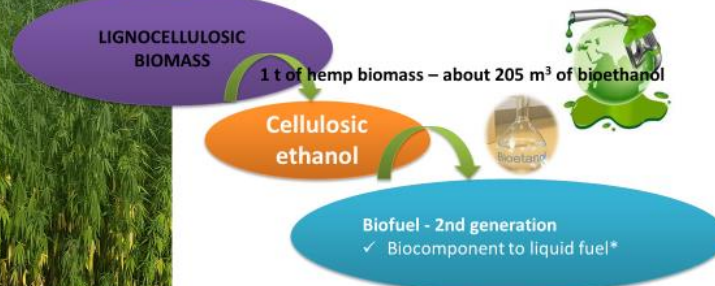 LIGNOCELLULOSIC
BIOMASS
1 t of hemp biomass – about 205 m³ of bioethanol
Cellulosic
ethanol
Bioetanol
Biofuel - 2nd generation
✓ Biocomponent to liquid fuel*